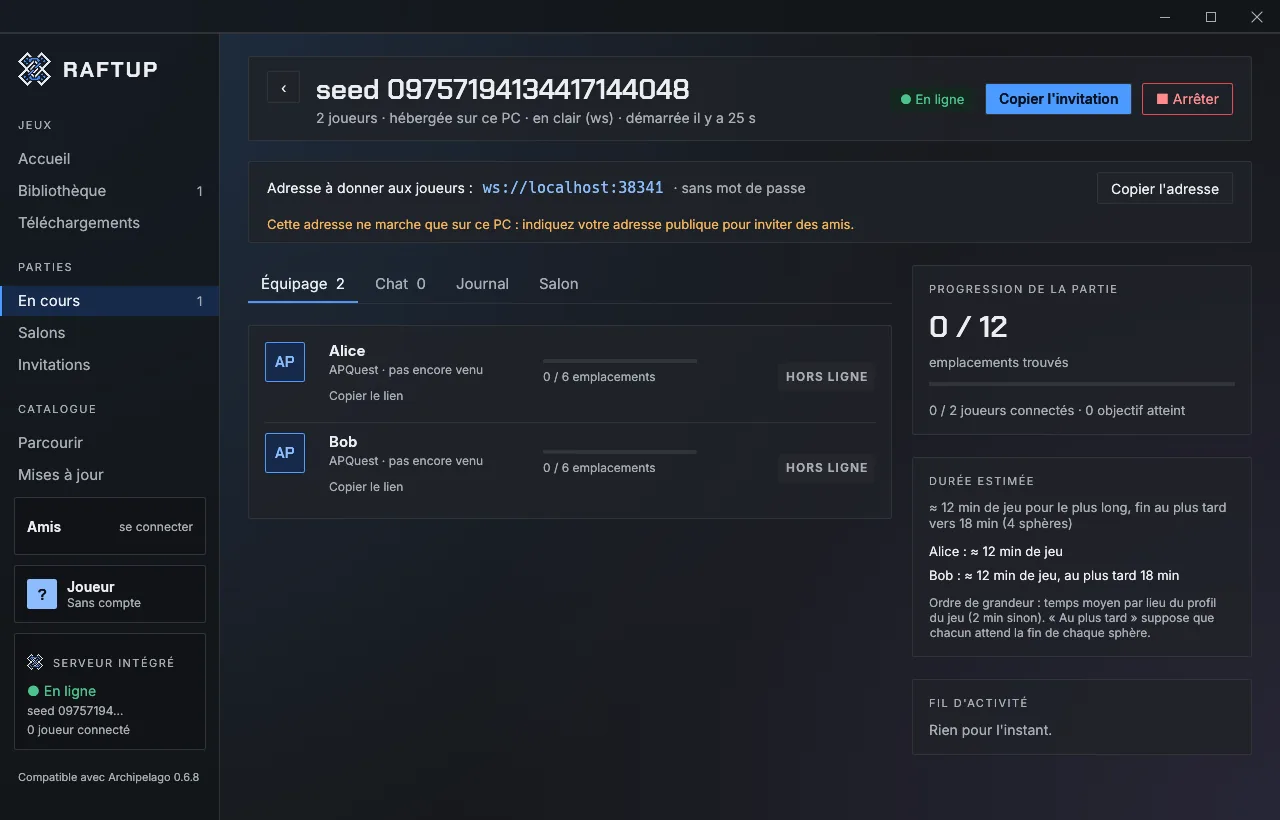 RAFTUP
JEUX
Accueil
Bibliothèque 1
Téléchargements
PARTIES
En cours 1
Salons
Invitations
CATALOGUE
Parcourir
Mises à jour
Amis se connecter
?
Joueur
Sans compte
SERVEUR INTÉGRÉ
En ligne
seed 09757194...
0 joueur connecté
Compatible avec Archipelago 0.6.8
‹
seed 09757194134417144048
2 joueurs · hébergée sur ce PC · en clair (ws) · démarrée il y a 25 s
En ligne
Copier l'invitation
Arrêter
Adresse à donner aux joueurs : ws://localhost:38341 · sans mot de passe
Copier l'adresse
Cette adresse ne marche que sur ce PC : indiquez votre adresse publique pour inviter des amis.
Équipage 2 Chat 0 Journal Salon
AP
Alice
APQuest · pas encore venu
Copier le lien
0 / 6 emplacements
HORS LIGNE
AP
Bob
APQuest · pas encore venu
Copier le lien
0 / 6 emplacements
HORS LIGNE
PROGRESSION DE LA PARTIE
0 / 12
emplacements trouvés
0 / 2 joueurs connectés · 0 objectif atteint
DURÉE ESTIMÉE
≈ 12 min de jeu pour le plus long, fin au plus tard
vers 18 min (4 sphères)
Alice : ≈ 12 min de jeu
Bob : ≈ 12 min de jeu, au plus tard 18 min
Ordre de grandeur : temps moyen par lieu du profil
du jeu (2 min sinon). « Au plus tard » suppose que
chacun attend la fin de chaque sphère.
FIL D'ACTIVITÉ
Rien pour l'instant.